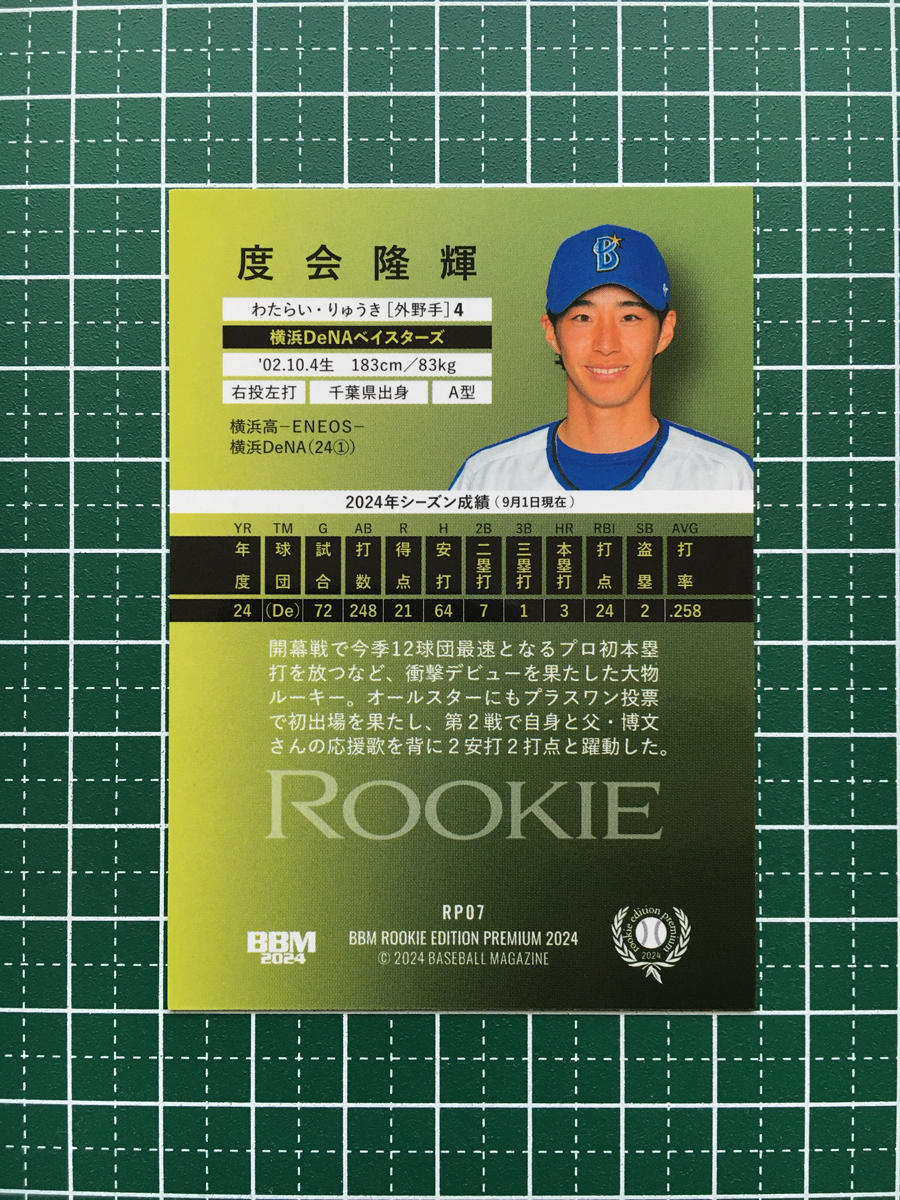 度会隆輝
わたらい・りゅうき[外野手]4
横浜DeNAベイスターズ
'02.10.4生 183cm/83kg
右投左打 千葉県出身 A型
横浜高-ENEOS-
横浜DeNA(24①)
2024年シーズン成績(9月1日現在)
YR TM G AB R H 2B 3B HR RBI SB AVG
年度 球団 試合 打数 得点 安打 二塁打 三塁打 本塁打 打点 盗塁 打率
24 (De) 72 248 21 64 7 1 3 24 2 .258
開幕戦で今季12球団最速となるプロ初本塁
打を放つなど、衝撃デビューを果たした大物
ルーキー。オールスターにもプラスワン投票
で初出場を果たし、第2戦で自身と父・博文
さんの応援歌を背に2安打2打点と躍動した。
ROOKIE
RP07
BBM ROOKIE EDITION PREMIUM 2024
© 2024 BASEBALL MAGAZINE
BBM
2024
rookie edition premium
2024
B